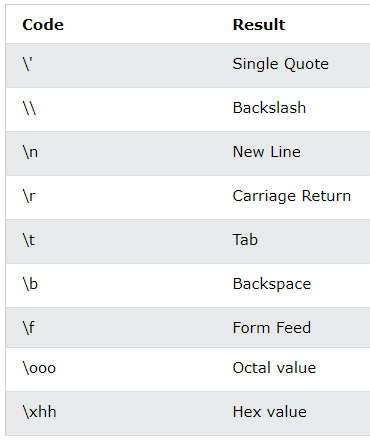 Code Result
\' Single Quote
\\ Backslash
\n New Line
\r Carriage Return
\t Tab
\b Backspace
\f Form Feed
\ooo Octal value
\xhh Hex value